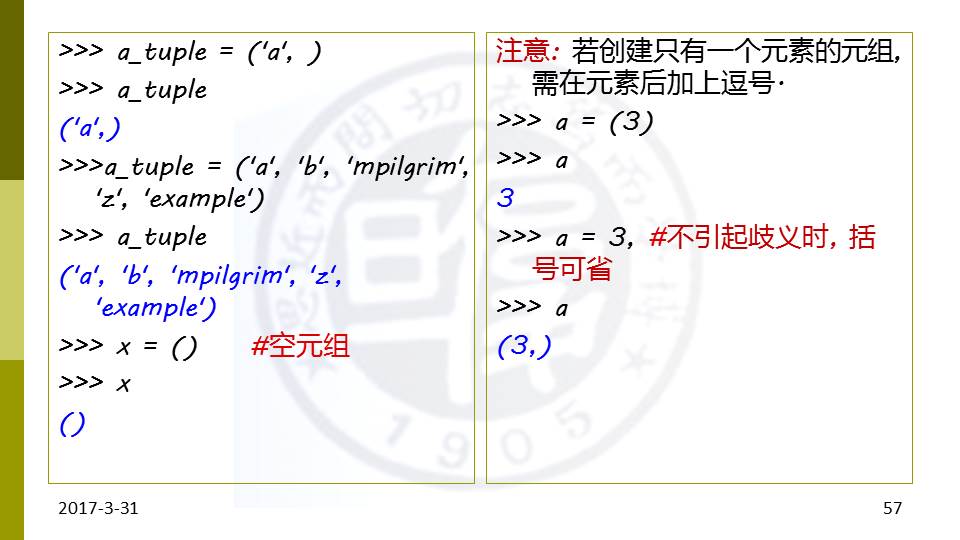 >>> a_tuple = ('a', )
>>> a_tuple
('a',)
>>>a_tuple = ('a', 'b', 'mpilgrim',
'z', 'example')
>>> a_tuple
('a', 'b', 'mpilgrim', 'z',
'example')
>>> x = () #空元组
>>> x
()
注意: 若创建只有一个元素的元组,
需在元素后加上逗号.
>>> a = (3)
>>> a
3
>>> a = 3, #不引起歧义时, 括
号可省
>>> a
(3,)
1905
2017-3-31
57